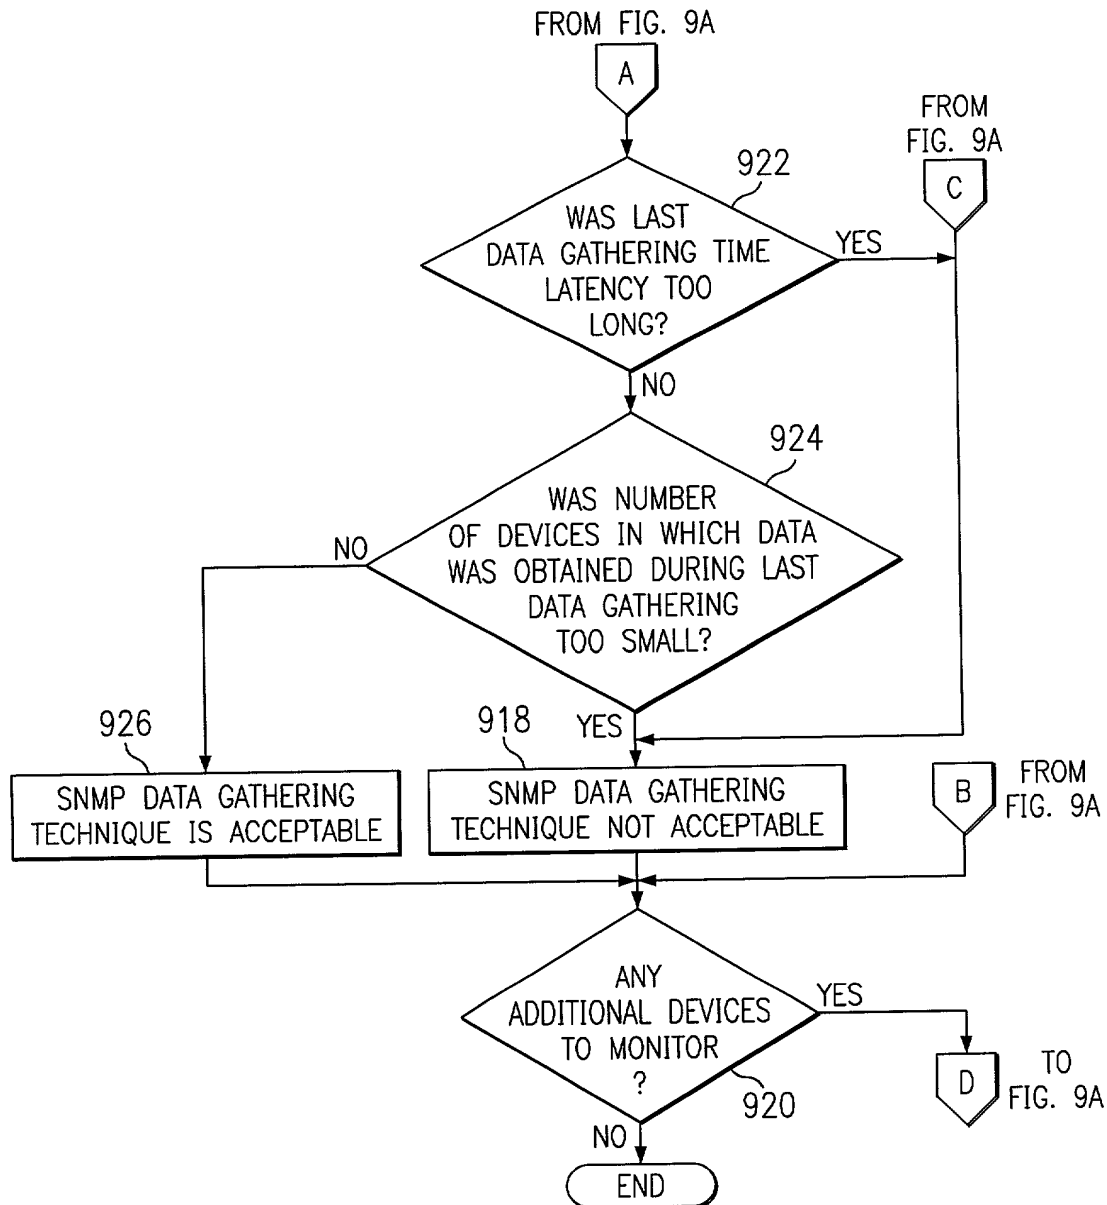 FROM FIG. 9A
A
FROM
FIG. 9A
C
922
WAS LAST
DATA GATHERING TIME
LATENCY TOO
LONG?
YES
NO
924
WAS NUMBER
OF DEVICES IN WHICH DATA
WAS OBTAINED DURING LAST
DATA GATHERING
TOO SMALL?
NO
YES
926
SNMP DATA GATHERING
TECHNIQUE IS ACCEPTABLE
918
SNMP DATA GATHERING
TECHNIQUE NOT ACCEPTABLE
B
FROM
FIG. 9A
ANY
ADDITIONAL DEVICES
TO MONITOR
?
YES
920
D
TO
FIG. 9A
NO
END